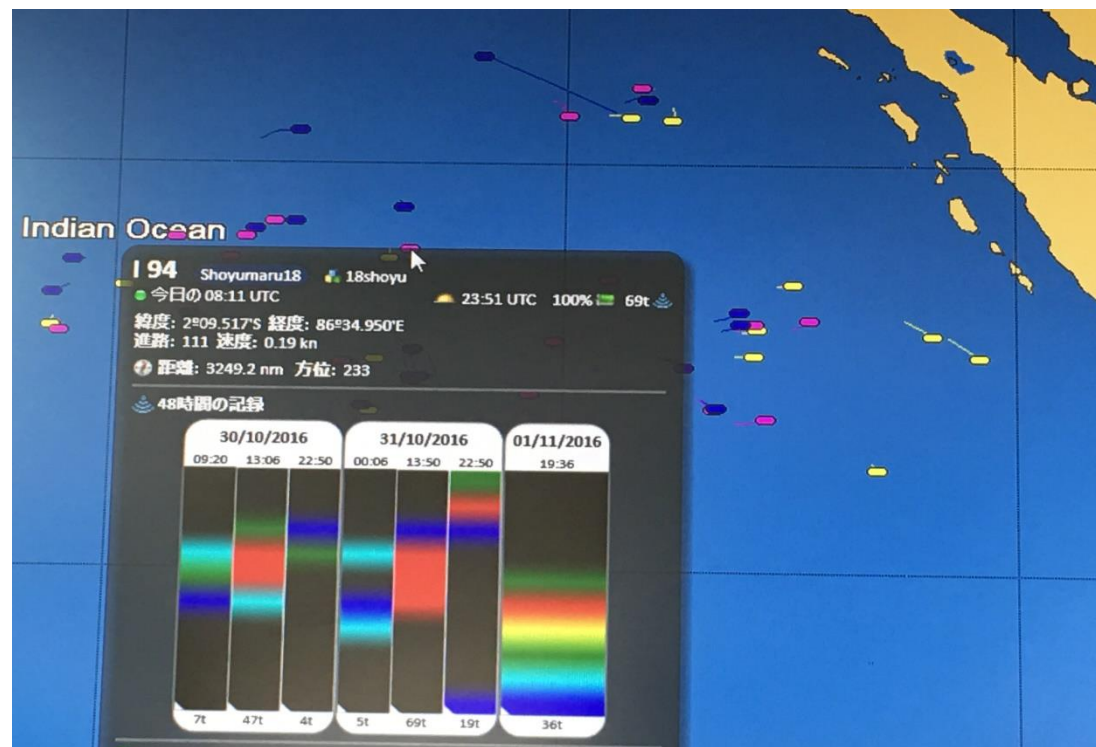 Indian Ocean
I 94 Shoyumaru18 18shoyu
今日の 08:11 UTC 23:51 UTC 100% 69t
緯度: 2º09.517'S 経度: 86º34.950'E
進路: 111 速度: 0.19 kn
距離: 3249.2 nm 方位: 233
48時間の記録
30/10/2016 31/10/2016 01/11/2016
09:20 13:06 22:50 00:06 13:50 22:50 19:36
7t 47t 4t 5t 69t 19t 36t